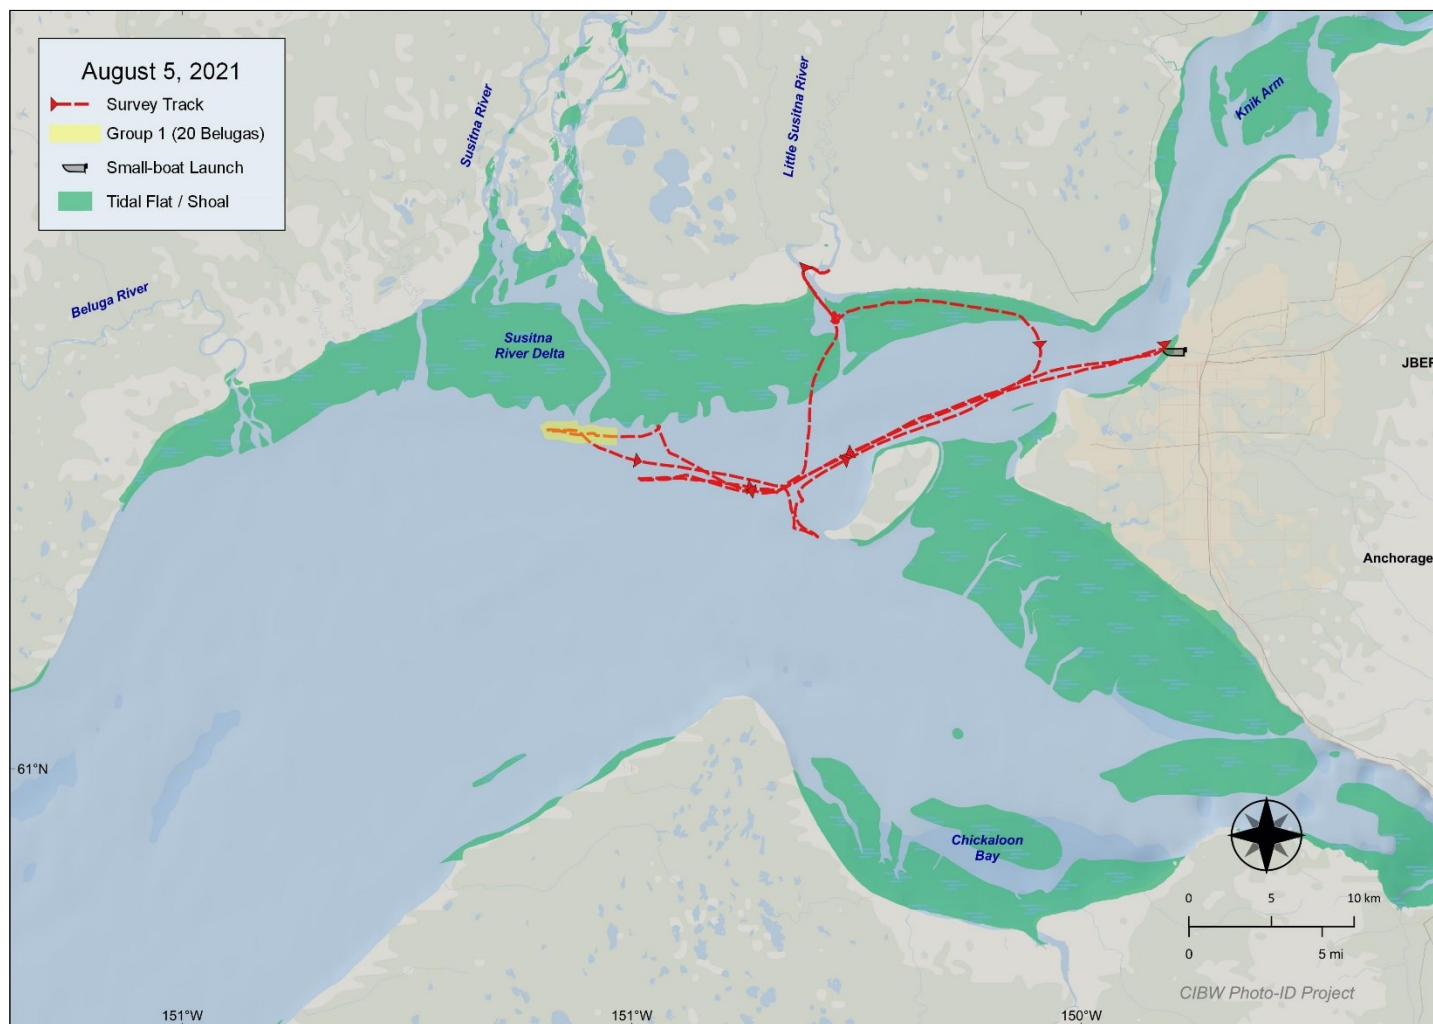 August 5, 2021
Survey Track
Group 1 (20 Belugas)
Small-boat Launch
Tidal Flat / Shoal
Susitna River
Little Susitna River
Knik Arm
Beluga River
Susitna
River Delta
JBER
Anchorage
61°N
Chickaloon
Bay
0 5 10 km
0 5 mi
CIBW Photo-ID Project
151°W 151°W 150°W